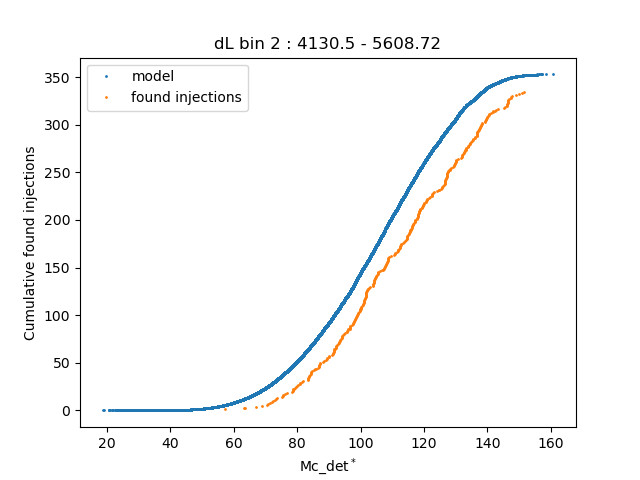 dL bin 2 : 4130.5 - 5608.72
model
found injections
Cumulative found injections
350
300
250
200
150
100
50
0
20 40 60 80 100 120 140 160
Mc_det*